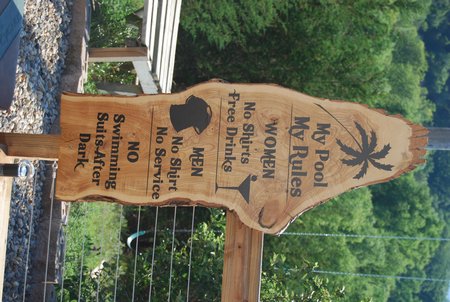 My Pool
My Rules
WOMEN
No Shirts
Free Drinks
MEN
No Shirt
No Service
NO
Swimming
Suits After
Dark